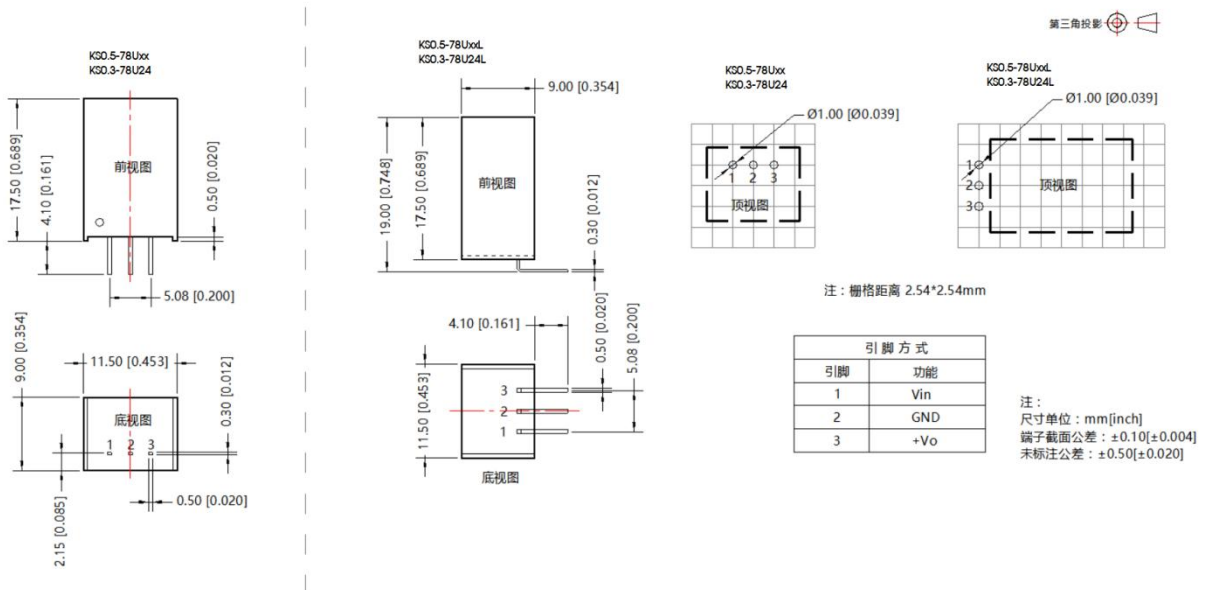 第三角投影
KS0.5-78Uxx
KS0.3-78U24
17.50 [0.689]
4.10 [0.161]
前视图
0.50 [0.020]
5.08 [0.200]
9.00 [0.354]
11.50 [0.453]
底视图
1 2 3
0.30 [0.012]
2.15 [0.085]
0.50 [0.020]
KS0.5-78UxxL
KS0.3-78U24L
9.00 [0.354]
19.00 [0.748]
17.50 [0.689]
前视图
0.30 [0.012]
4.10 [0.161]
0.50 [0.020]
5.08 [0.200]
11.50 [0.453]
3
2
1
底视图
KS0.5-78Uxx
KS0.3-78U24
Ø1.00 [Ø0.039]
1 2 3
顶视图
KS0.5-78UxxL
KS0.3-78U24L
Ø1.00 [Ø0.039]
1
2
3
顶视图
注：栅格距离 2.54*2.54mm
引脚方式
引脚 功能
1 Vin
2 GND
3 +Vo
注：
尺寸单位：mm[inch]
端子截面公差：±0.10[±0.004]
未标注公差：±0.50[±0.020]